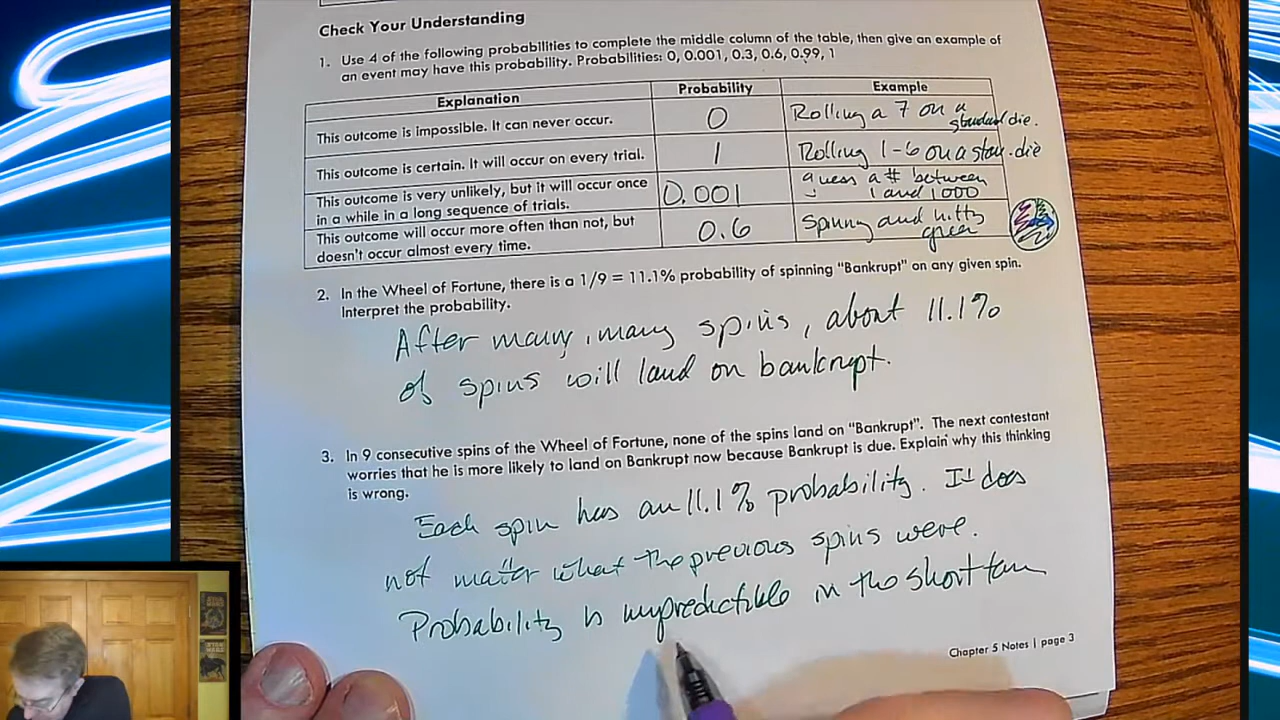 Check Your Understanding
1. Use 4 of the following probabilities to complete the middle column of the table, then give an example of
an event may have this probability. Probabilities: 0, 0.001, 0.3, 0.6, 0.99, 1
Explanation Probability Example
This outcome is impossible. It can never occur. 0 Rolling a 7 on a
standard die.
This outcome is certain. It will occur on every trial. 1 Rolling 1-6 on a stan. die
This outcome is very unlikely, but it will occur once
in a while in a long sequence of trials.
0.001
guess a # between
1 and 1000
This outcome will occur more often than not, but
doesn't occur almost every time.
0.6
Spinny and hitty
green
2. In the Wheel of Fortune, there is a 1/9 = 11.1% probability of spinning "Bankrupt" on any given spin.
Interpret the probability.
After many, many spins, about 11.1%
of spins will land on bankrupt.
3. In 9 consecutive spins of the Wheel of Fortune, none of the spins land on "Bankrupt". The next contestant
worries that he is more likely to land on Bankrupt now because Bankrupt is due. Explain why this thinking
is wrong.
Each spin has an 11.1% probability. It does
not matter what the previous spins were.
Probability is unpredictible in the short term
Chapter 5 Notes | page 3
STAR WARS
STAR WARS